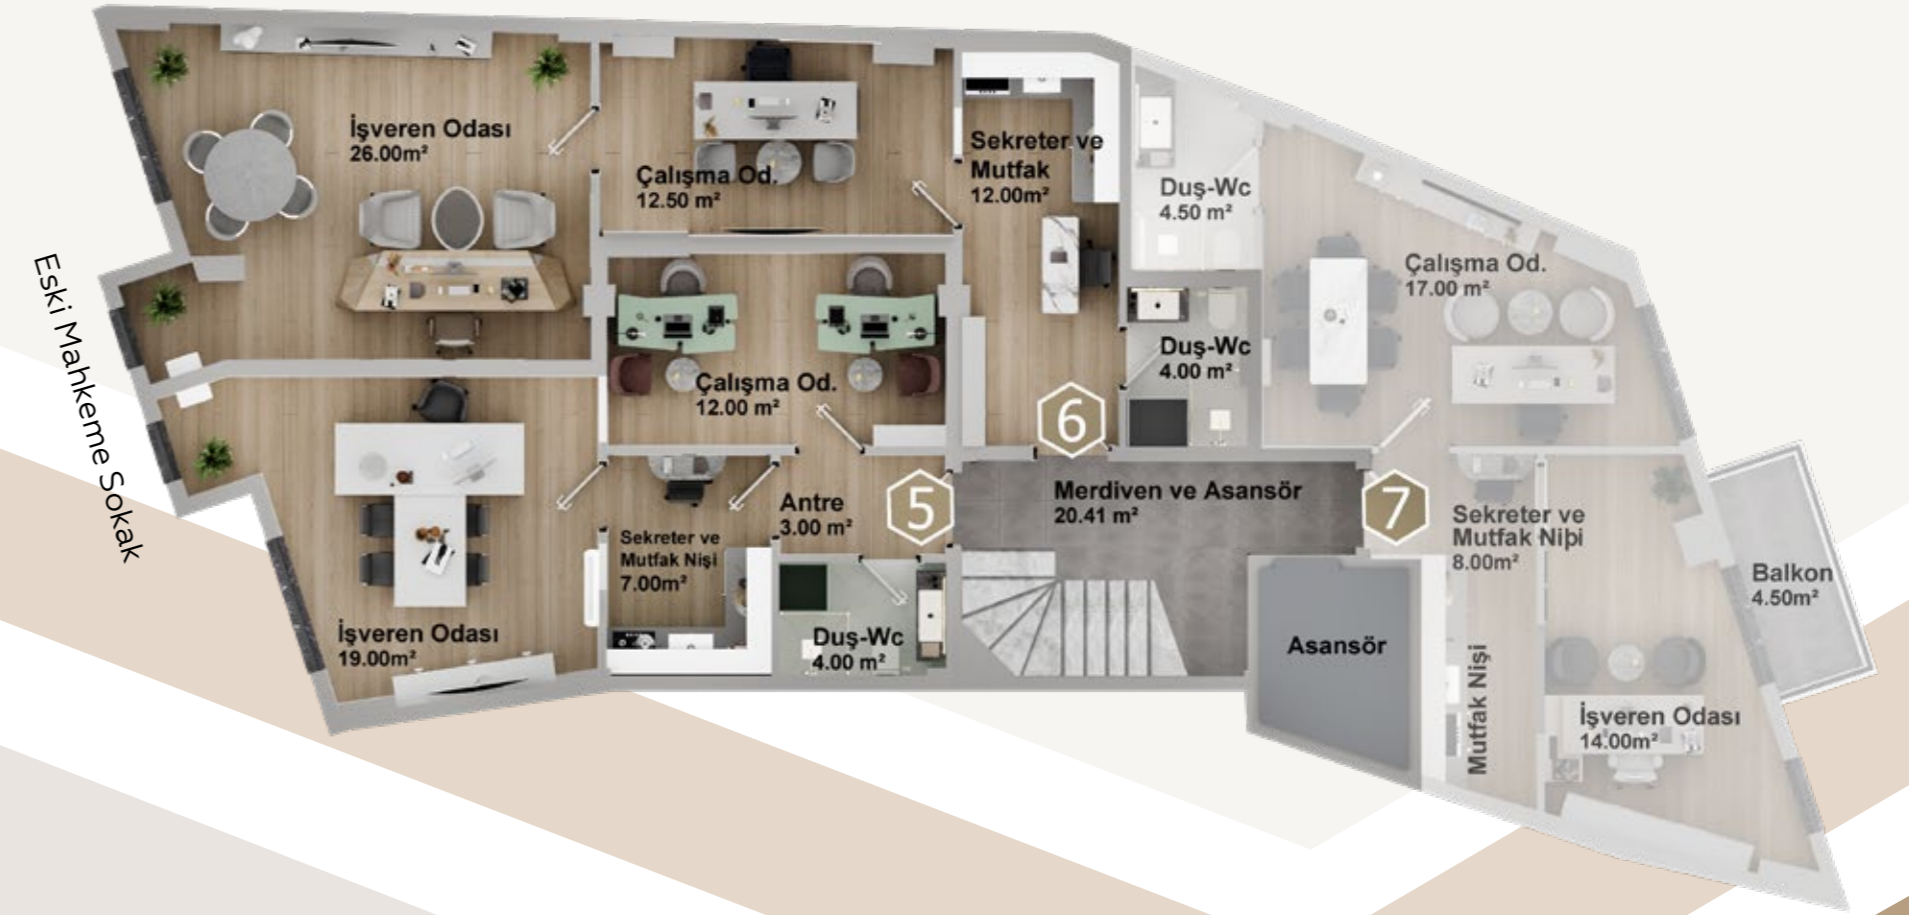 İşveren Odası
26.00m²
Çalışma Od.
12.50 m²
Sekreter ve
Mutfak
12.00m²
Duş-Wc
4.50 m²
Çalışma Od.
17.00 m²
Eski Mahkeme Sokak
Çalışma Od.
12.00 m²
Duş-Wc
4.00 m²
6
İşveren Odası
19.00m²
Sekreter ve
Mutfak Nişi
7.00m²
Antre
3.00 m²
5
Duş-Wc
4.00 m²
Merdiven ve Asansör
20.41 m²
Asansör
7
Sekreter ve
Mutfak Niþi
8.00m²
Mutfak Nişi
İşveren Odası
14.00m²
Balkon
4.50m²